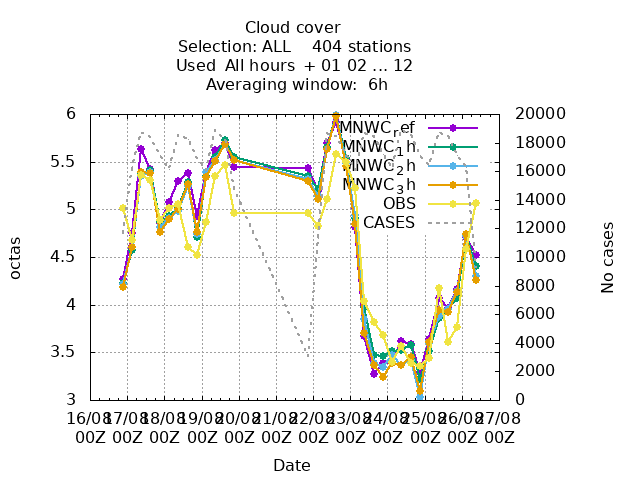 Cloud cover
Selection: ALL 404 stations
Used All hours + 01 02 ... 12
Averaging window: 6h
6
5.5
5
4.5
4
3.5
3
20000
18000
16000
14000
12000
10000
8000
6000
4000
2000
0
octas
No cases
MNWC_ref
MNWC_1h
MNWC_2h
MNWC_3h
OBS
CASES
16/08 17/08 18/08 19/08 20/08 21/08 22/08 23/08 24/08 25/08 26/08 27/08
00Z 00Z 00Z 00Z 00Z 00Z 00Z 00Z 00Z 00Z 00Z 00Z
Date